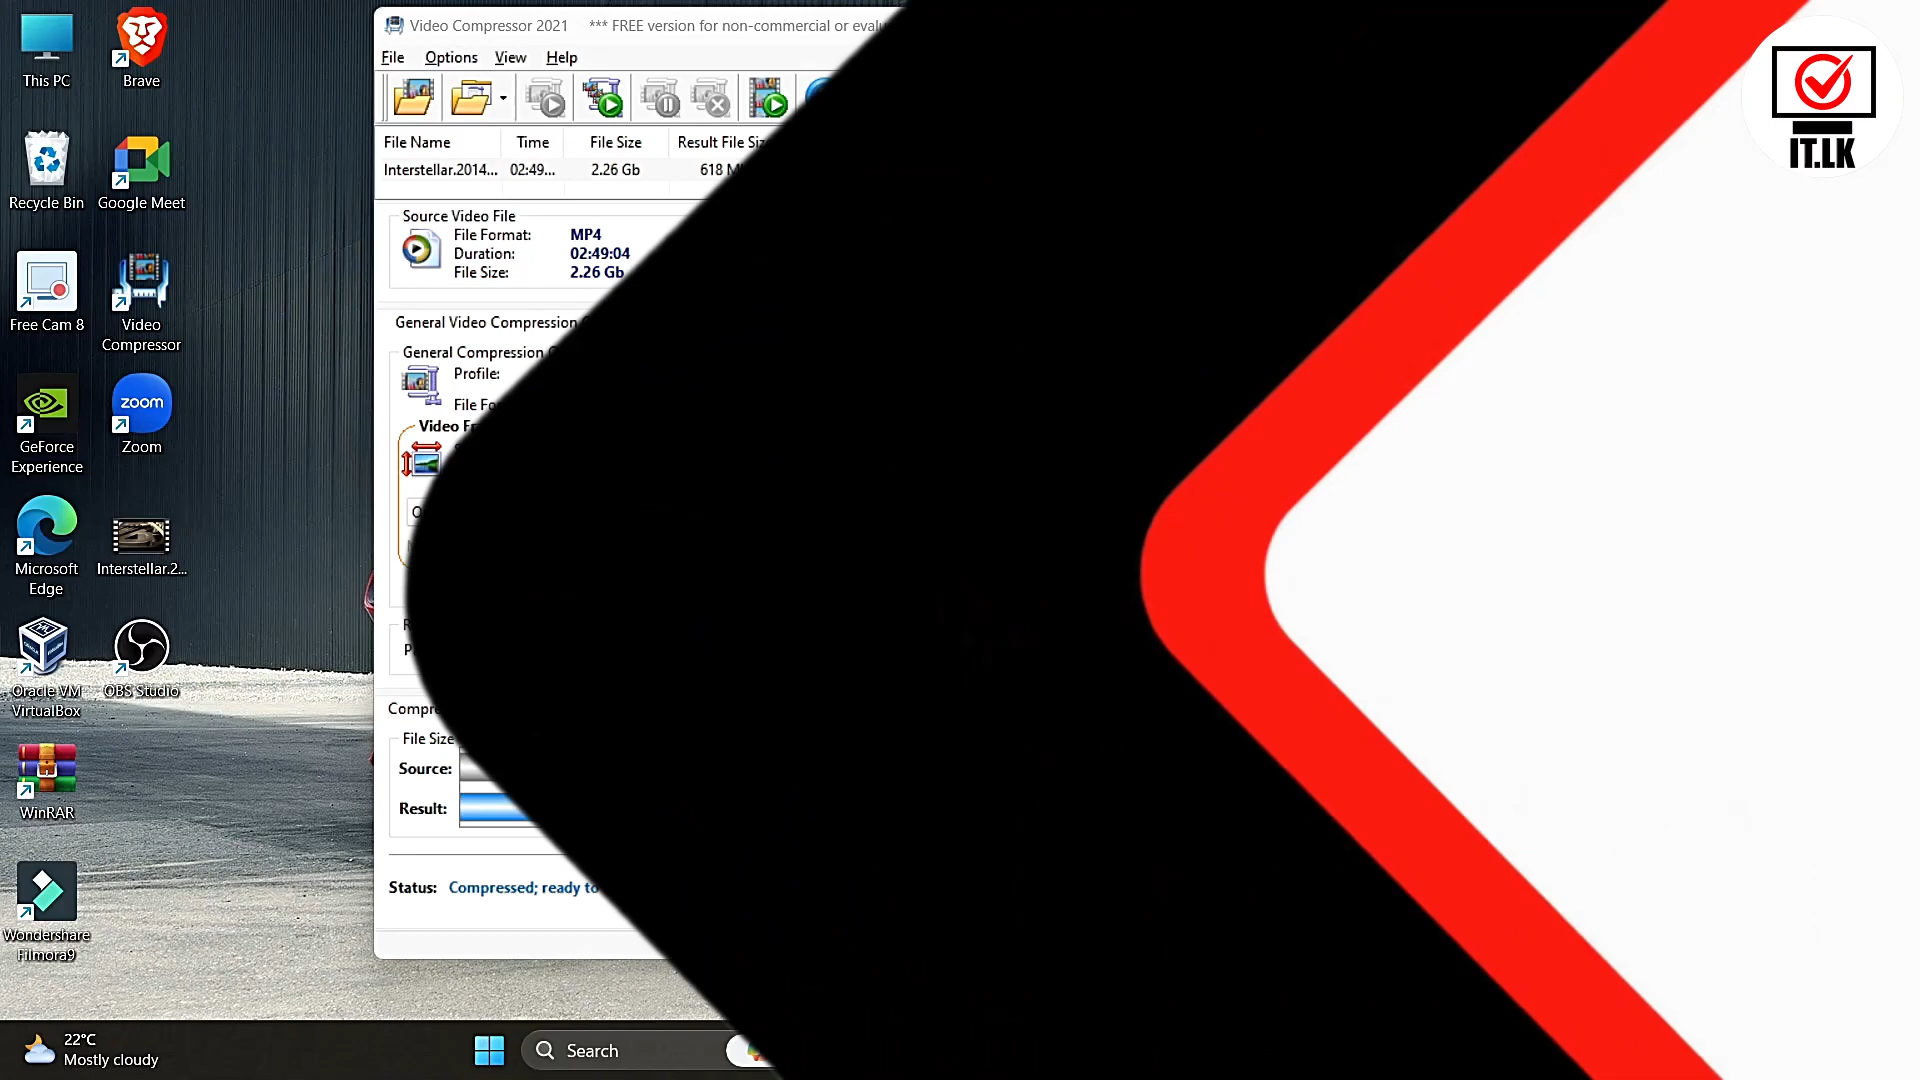 This PC
Brave
Recycle Bin
Google Meet
Free Cam 8
Video
Compressor
GeForce
Experience
zoom
Zoom
Microsoft
Edge
Interstellar.2...
Oracle VM
VirtualBox
OBS Studio
WinRAR
Wondershare
Filmora9
Video Compressor 2021 *** FREE version for non-commercial or
File Options View Help
File Name Time File Size Result File
Interstellar.2014... 02:49... 2.26 Gb 618
Source Video File
File Format: MP4
Duration: 02:49:04
File Size: 2.26 Gb
General Video Compression
General Compression
Profile:
File
Video
File Size
Source:
Result:
Status: Compressed; ready to
22°C
Mostly cloudy
Search
IT.LK